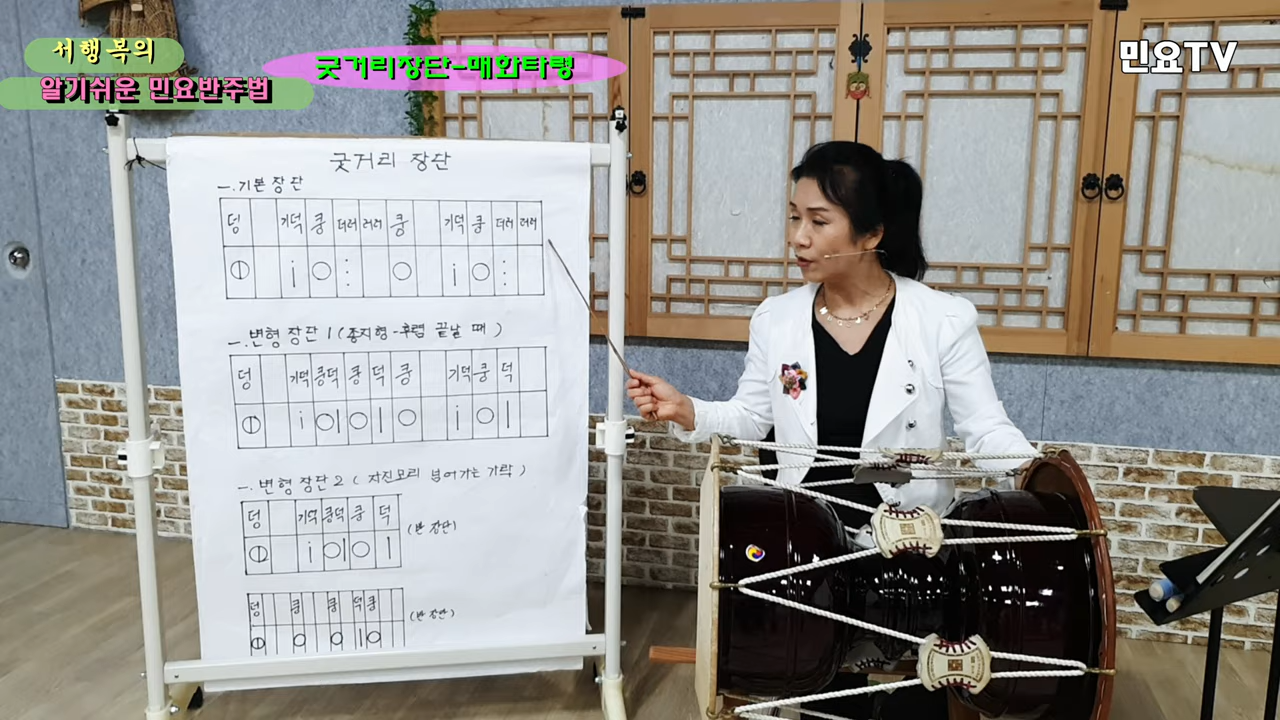 서행복의
알기쉬운 민요반주법
굿거리장단-매화타령
민요TV
굿거리 장단
一.기본장단
덩 기덕 쿵 더러 러러 쿵 기덕 쿵 더러 러러
一.변형 장단 1 (종지형-후렴 끝날 때)
덩 기덕 쿵덕 쿵 덕 쿵 기덕 쿵 덕
一.변형 장단 2 (자진모리 넘어가는 가락)
덩 기덕 쿵덕 쿵 덕
(반 장단)
덩 쿵 쿵 덕쿵
(반 장단)